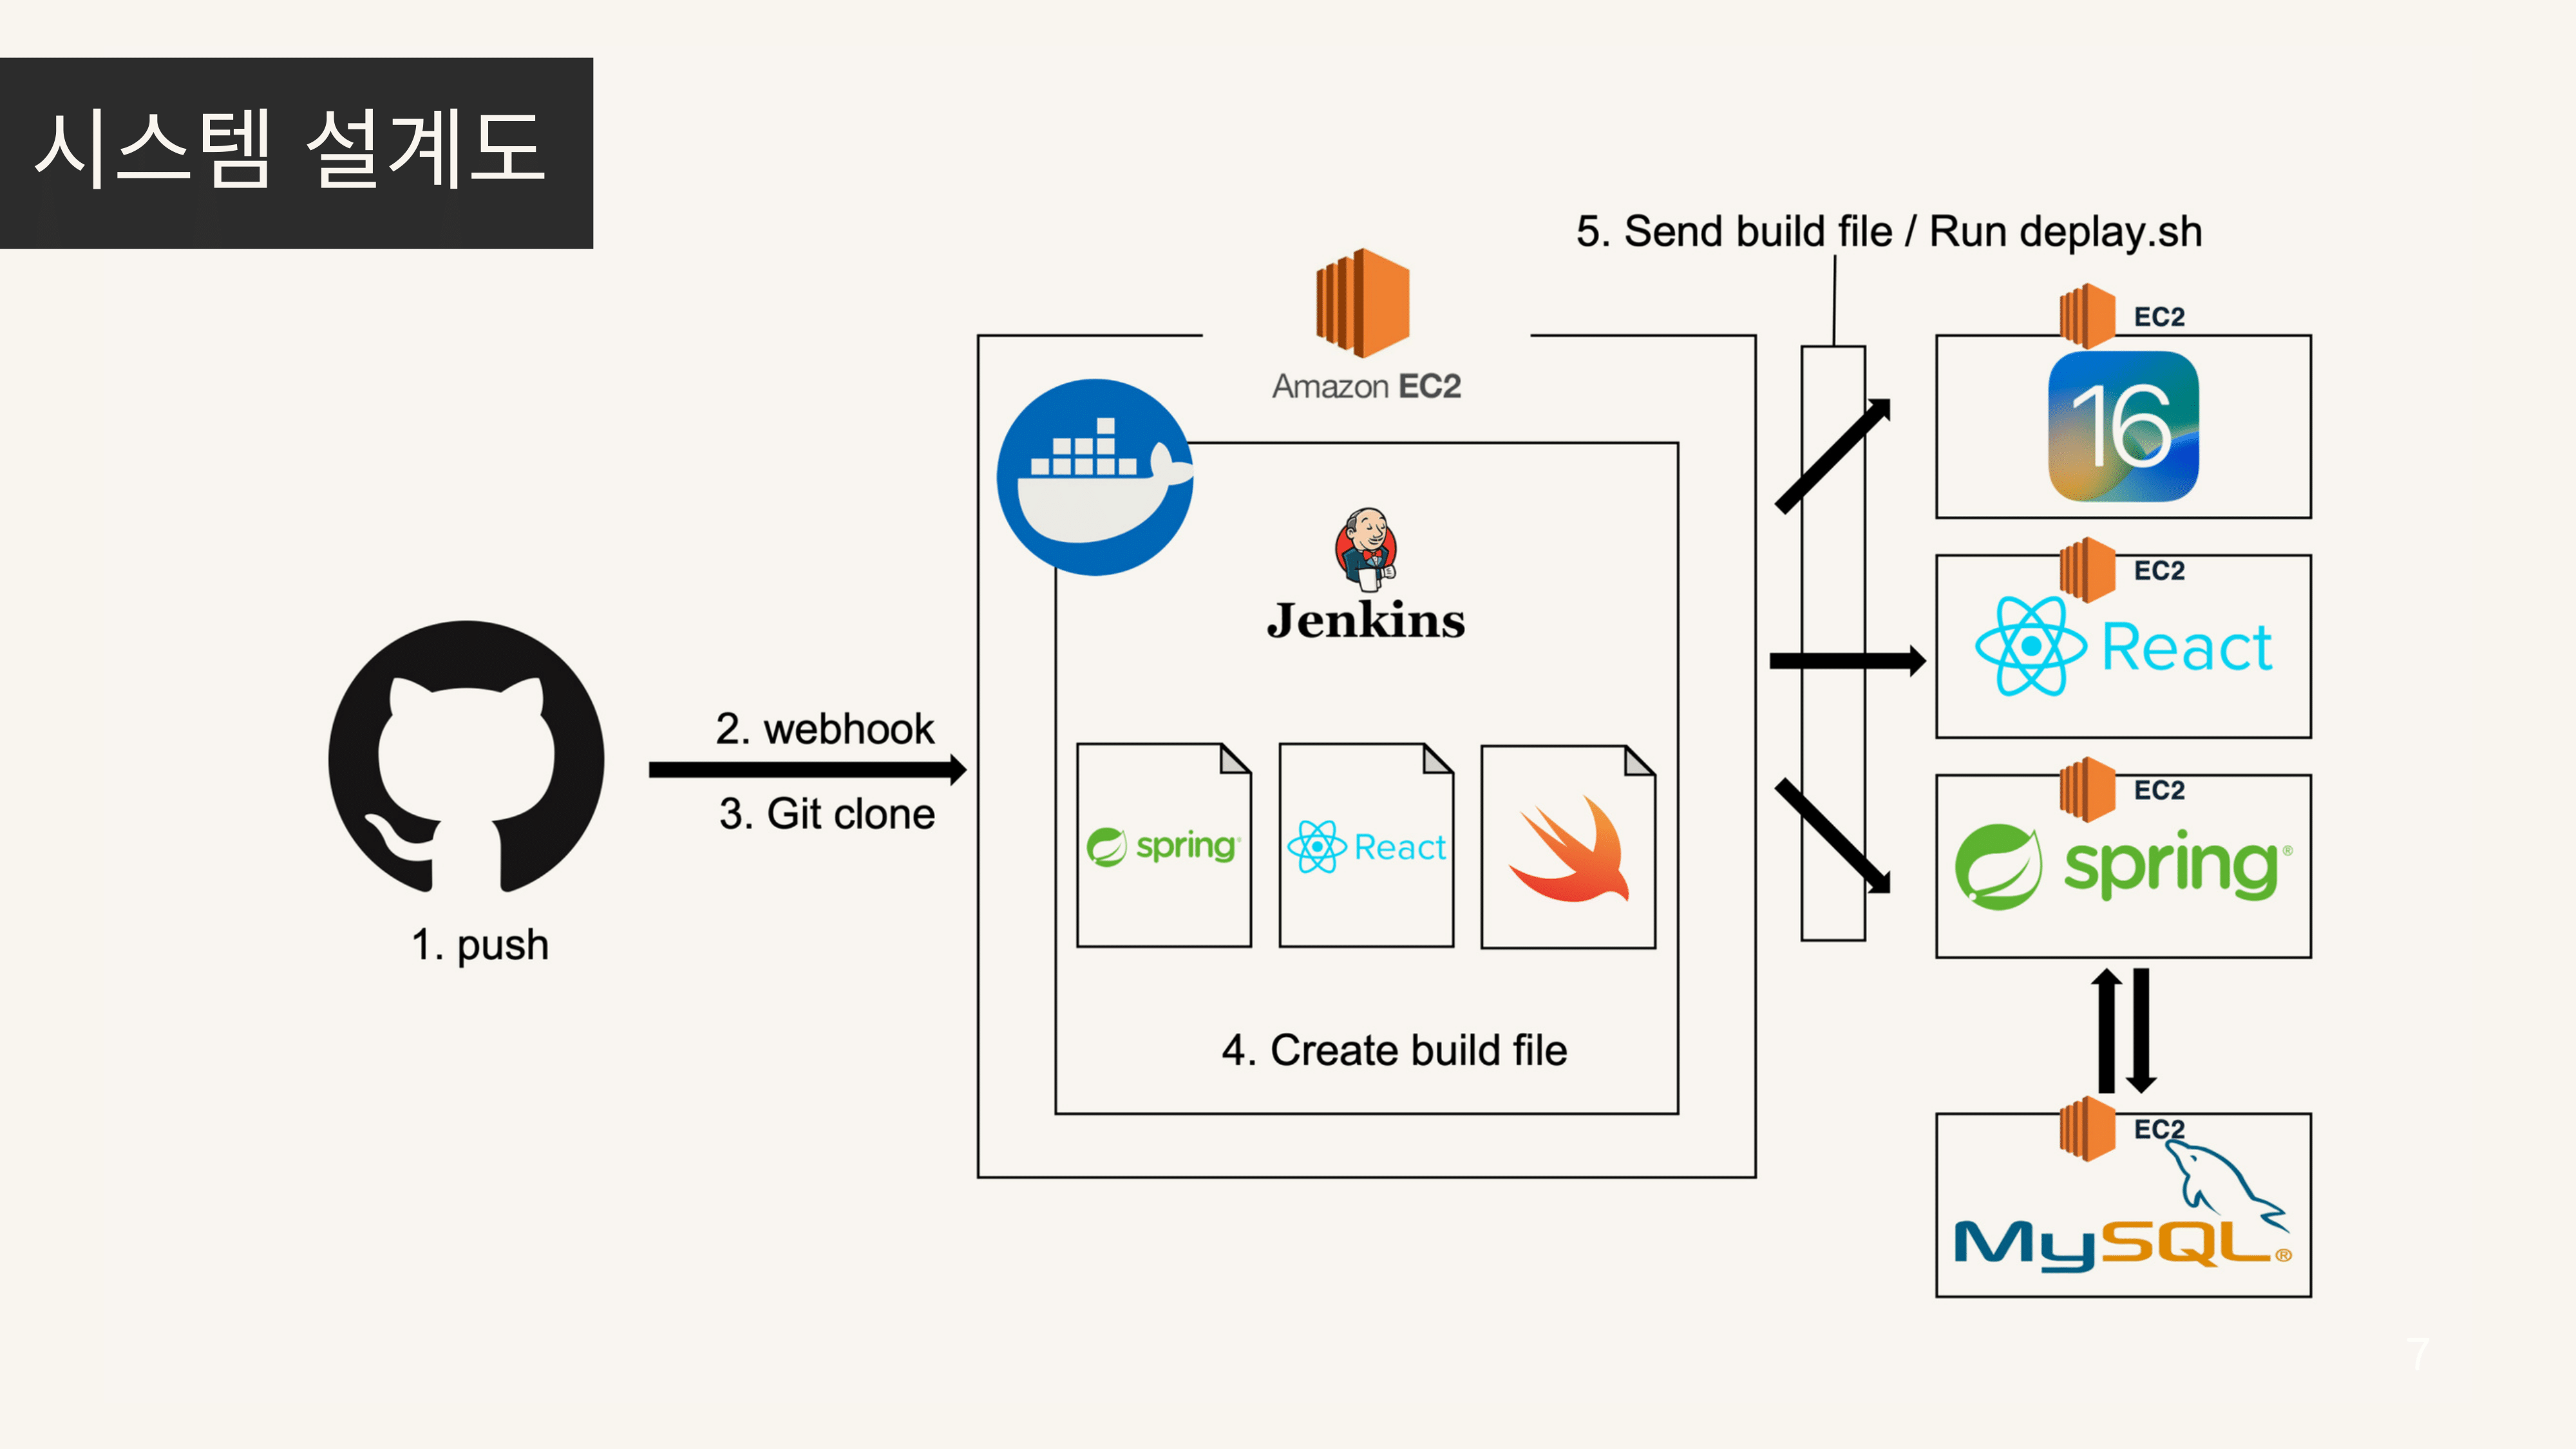 시스템 설계도
5. Send build file / Run deplay.sh
Amazon EC2
Jenkins
2. webhook
3. Git clone
1. push
spring
React
4. Create build file
EC2
16
EC2
React
EC2
spring®
EC2
MySQL®
7